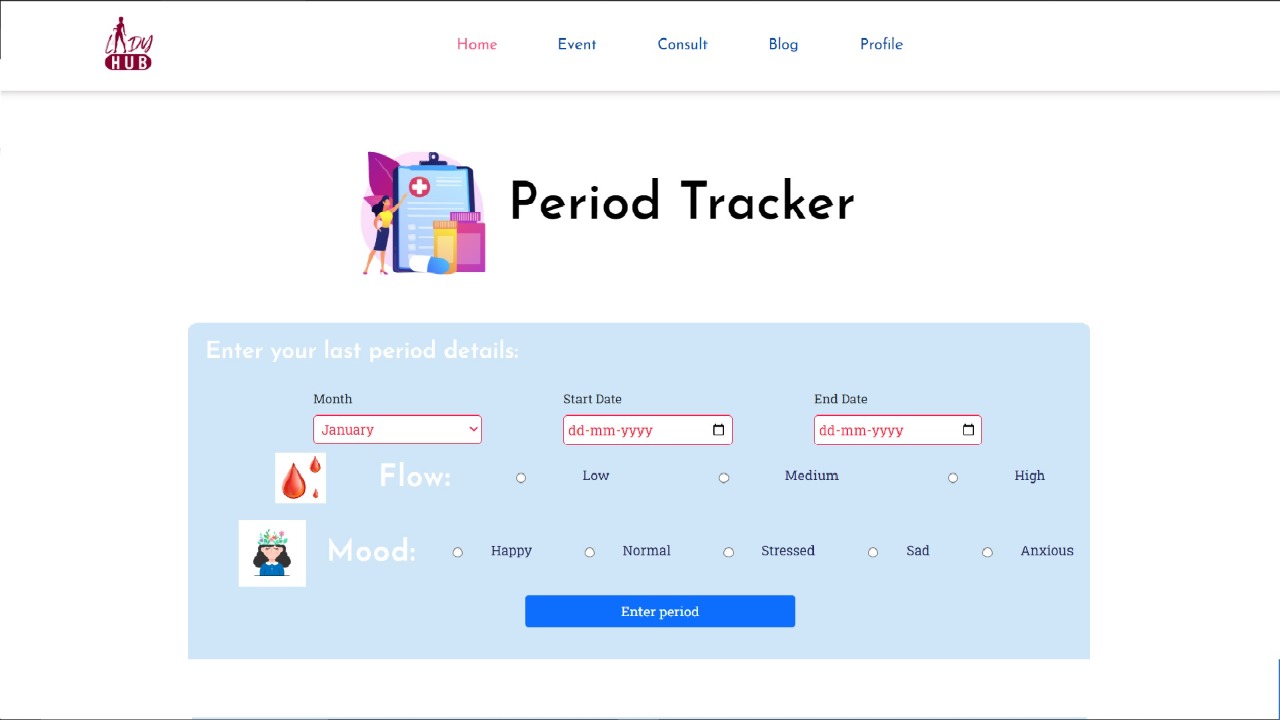 LADY
HUB
Home Event Consult Blog Profile
Period Tracker
Enter your last period details:
Month Start Date End Date
January dd-mm-yyyy dd-mm-yyyy
Flow: Low Medium High
Mood: Happy Normal Stressed Sad Anxious
Enter period